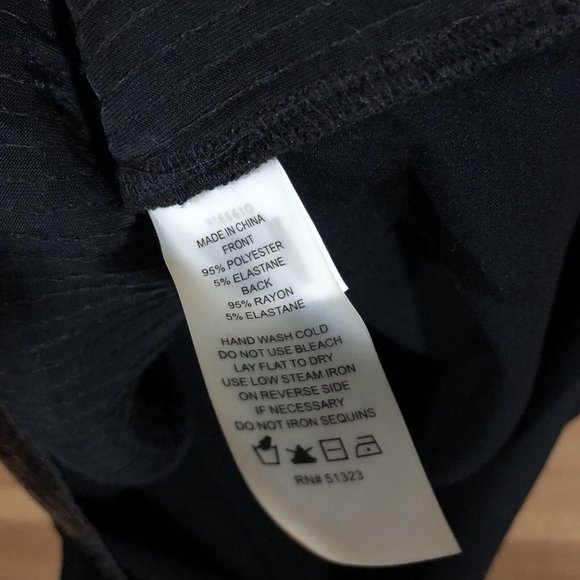 MADE IN CHINA
FRONT
95% POLYESTER
5% ELASTANE
BACK
95% RAYON
5% ELASTANE
HAND WASH COLD
DO NOT USE BLEACH
LAY FLAT TO DRY
USE LOW STEAM IRON
ON REVERSE SIDE
IF NECESSARY
DO NOT IRON SEQUINS
RN# 51323